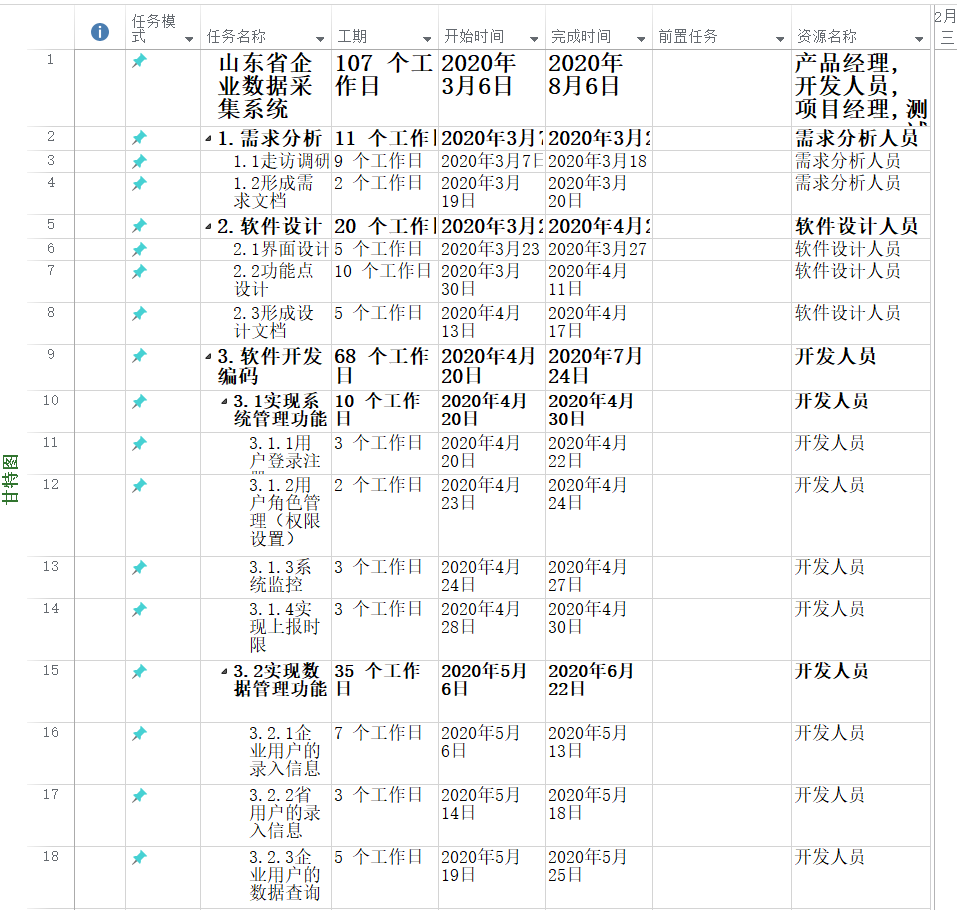 任务模式 任务名称 工期 开始时间 完成时间 前置任务 资源名称
2月
三
甘特图
1 山东省企 107 个工 2020年 2020年 产品经理,
业数据采 作日 3月6日 8月6日 开发人员,
集系统 项目经理,
2 1.需求分析 11 个工作 2020年3月 2020年3月 需求分析人员
3 1.1走访调研 9 个工作日 2020年3月7日 2020年3月18 需求分析人员
4 1.2形成需 2 个工作日 2020年3月 2020年3月 需求分析人员
求文档 19日 20日
5 2.软件设计 20 个工作 2020年3月 2020年4月 软件设计人员
6 2.1界面设计 5 个工作日 2020年3月23 2020年3月27 软件设计人员
7 2.2功能点 10 个工作日 2020年3月 2020年4月 软件设计人员
设计 30日 11日
8 2.3形成设 5 个工作日 2020年4月 2020年4月 软件设计人员
计文档 13日 17日
9 3.软件开发 68 个工作 2020年4月 2020年7月 开发人员
编码 日 20日 24日
10 3.1实现系 10 个工作 2020年4月 2020年4月 开发人员
统管理功能 日 20日 30日
11 3.1.1用 3 个工作日 2020年4月 2020年4月 开发人员
户登录注 20日 22日
12 3.1.2用 2 个工作日 2020年4月 2020年4月 开发人员
户角色管 23日 24日
理（权限
设置）
13 3.1.3系 3 个工作日 2020年4月 2020年4月 开发人员
统监控 24日 27日
14 3.1.4实 3 个工作日 2020年4月 2020年4月 开发人员
现上报时 28日 30日
限
15 3.2实现数 35 个工作 2020年5月 2020年6月 开发人员
据管理功能 日 6日 22日
16 3.2.1企 7 个工作日 2020年5月 2020年5月 开发人员
业用户的 6日 13日
录入信息
17 3.2.2省 3 个工作日 2020年5月 2020年5月 开发人员
用户的录 14日 18日
入信息
18 3.2.3企 5 个工作日 2020年5月 2020年5月 开发人员
业用户的 19日 25日
数据查询